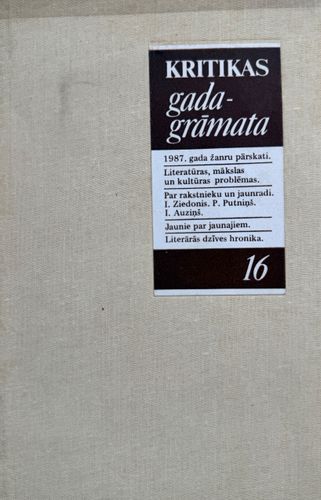 KRITIKAS
gada-
grāmata
1987. gada žanru pārskati.
Literatūras, mākslas
un kultūras problēmas.
Par rakstnieku un jaunradi.
I. Ziedonis. P. Putniņš.
I. Auziņš.
Jaunie par jaunajiem.
Literārās dzīves hronika.
16